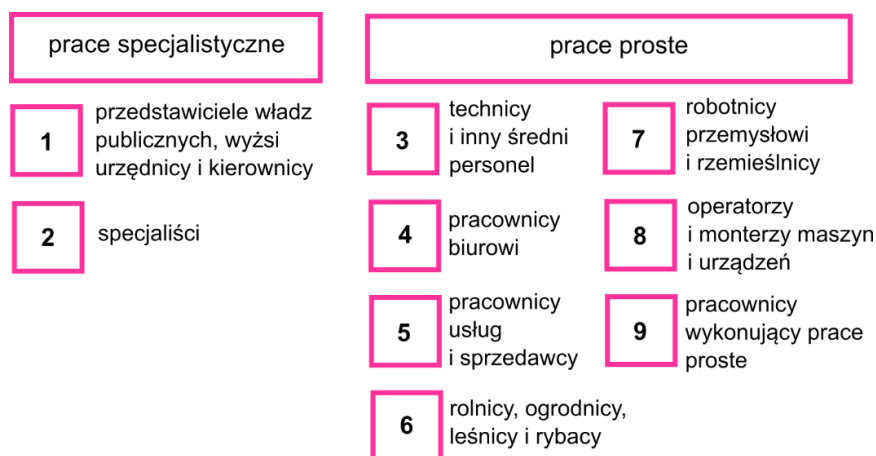 prace specjalistyczne
1
przedstawiciele władz
publicznych, wyżsi
urzędnicy i kierownicy
2
specjaliści
prace proste
3
technicy
i inny średni
personel
4
pracownicy
biurowi
5
pracownicy
usług
i sprzedawcy
6
rolnicy, ogrodnicy,
leśnicy i rybacy
7
robotnicy
przemysłowi
i rzemieślnicy
8
operatorzy
i monterzy maszyn
i urządzeń
9
pracownicy
wykonujący prace
proste